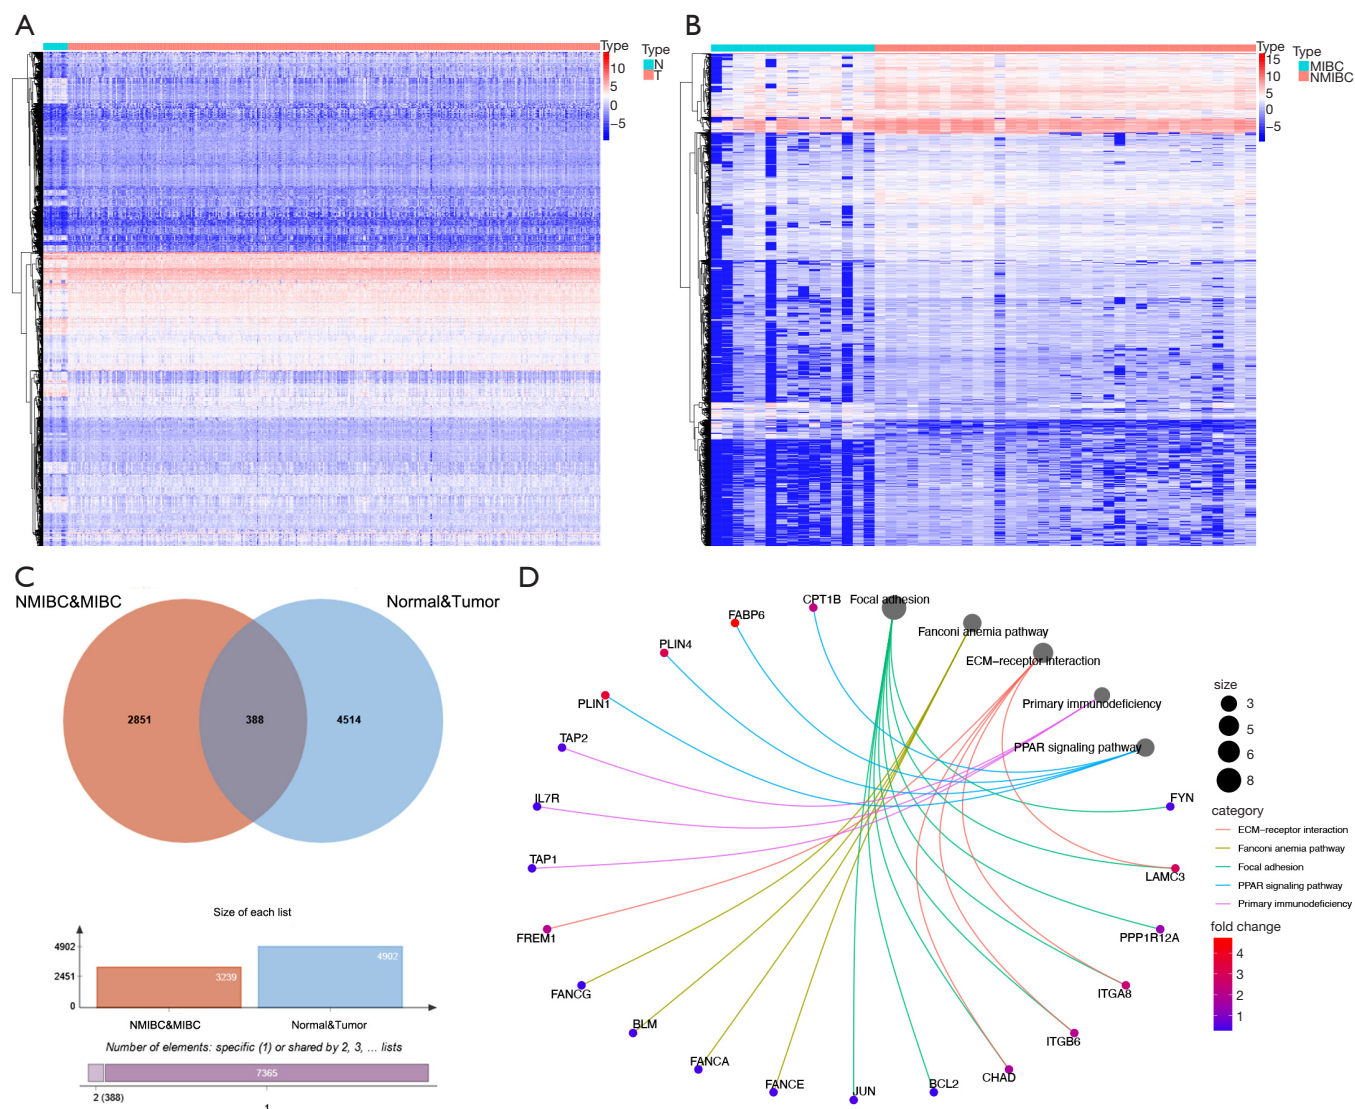 A
Type
10
5
0
−5
Type
N
T
B
Type
15
10
5
0
−5
Type
MIBC
NMIBC
C
NMIBC&MIBC
Normal&Tumor
2851
388
4514
Size of each list
4902
2451
0
3239
4902
NMIBC&MIBC
Normal&Tumor
Number of elements: specific (1) or shared by 2, 3, ... lists
7365
2 (388)
1
D
CPT1B
Focal adhesion
FABP6
Fanconi anemia pathway
PLIN4
ECM−receptor interaction
PLIN1
Primary immunodeficiency
TAP2
PPAR signaling pathway
IL7R
FYN
TAP1
LAMC3
FREM1
PPP1R12A
FANCG
ITGA8
BLM
ITGB6
FANCA
CHAD
FANCE
JUN
BCL2
size
3
5
6
8
category
ECM−receptor interaction
Fanconi anemia pathway
Focal adhesion
PPAR signaling pathway
Primary immunodeficiency
fold change
4
3
2
1